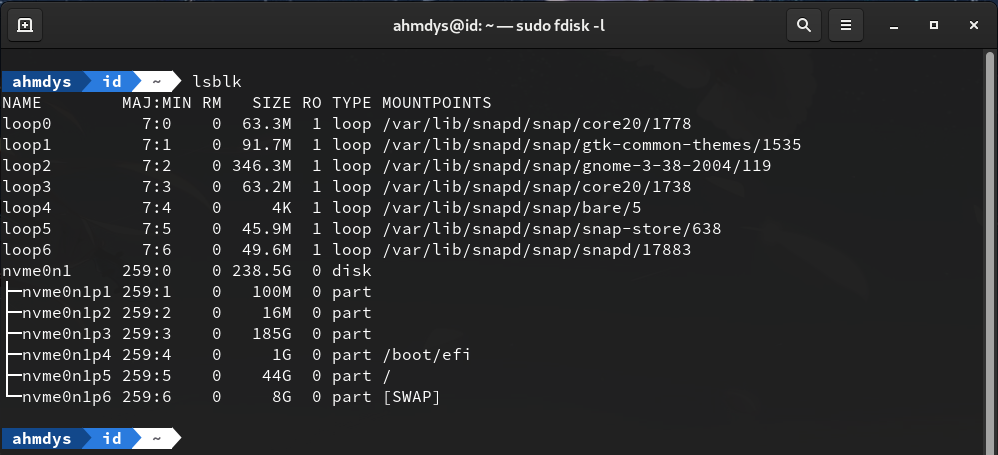 ahmdys@id: ~ — sudo fdisk -l
ahmdys id ~ lsblk
NAME MAJ:MIN RM SIZE RO TYPE MOUNTPOINTS
loop0 7:0 0 63.3M 1 loop /var/lib/snapd/snap/core20/1778
loop1 7:1 0 91.7M 1 loop /var/lib/snapd/snap/gtk-common-themes/1535
loop2 7:2 0 346.3M 1 loop /var/lib/snapd/snap/gnome-3-38-2004/119
loop3 7:3 0 63.2M 1 loop /var/lib/snapd/snap/core20/1738
loop4 7:4 0 4K 1 loop /var/lib/snapd/snap/bare/5
loop5 7:5 0 45.9M 1 loop /var/lib/snapd/snap/snap-store/638
loop6 7:6 0 49.6M 1 loop /var/lib/snapd/snap/snapd/17883
nvme0n1 259:0 0 238.5G 0 disk
├─nvme0n1p1 259:1 0 100M 0 part
├─nvme0n1p2 259:2 0 16M 0 part
├─nvme0n1p3 259:3 0 185G 0 part
├─nvme0n1p4 259:4 0 1G 0 part /boot/efi
├─nvme0n1p5 259:5 0 44G 0 part /
└─nvme0n1p6 259:6 0 8G 0 part [SWAP]
ahmdys id ~